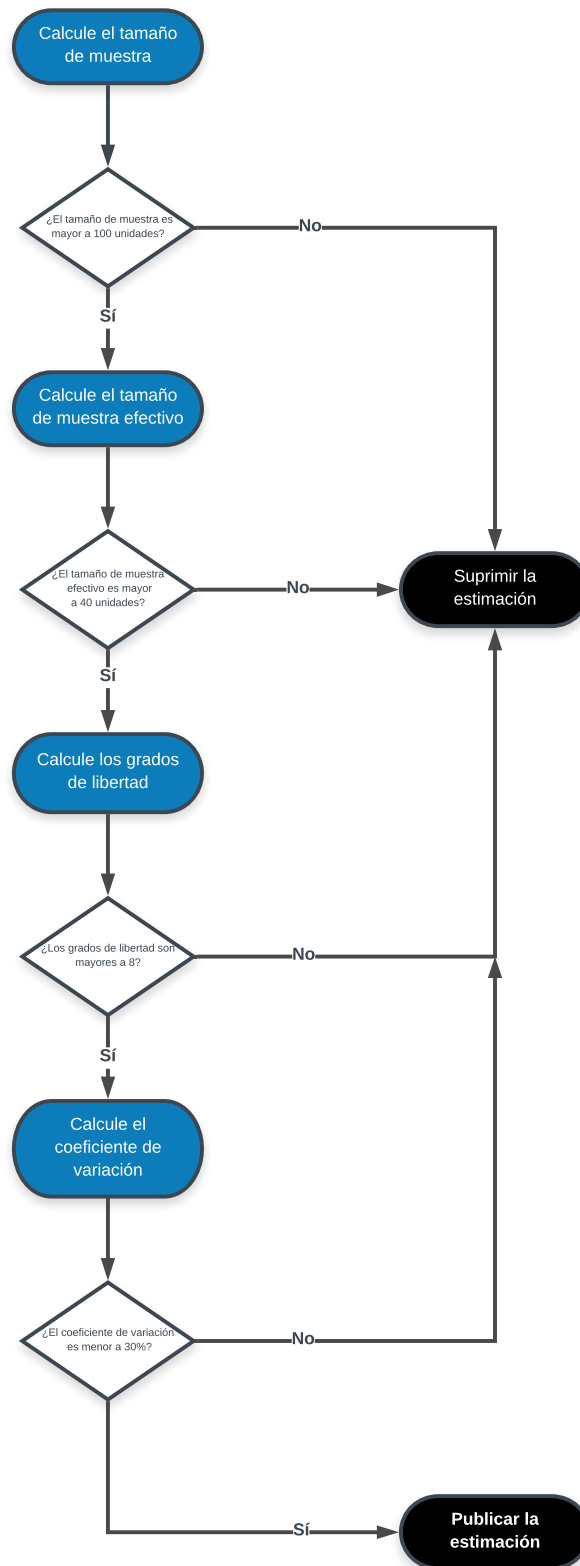 Calcule el tamaño
de muestra
¿El tamaño de muestra es
mayor a 100 unidades?
No
Sí
Calcule el tamaño
de muestra efectivo
¿El tamaño de muestra
efectivo es mayor
a 40 unidades?
No
Suprimir la
estimación
Sí
Calcule los grados
de libertad
¿Los grados de libertad son
mayores a 8?
No
Sí
Calcule el
coeficiente de
variación
¿El coeficiente de variación
es menor a 30%?
No
Sí
Publicar la
estimación